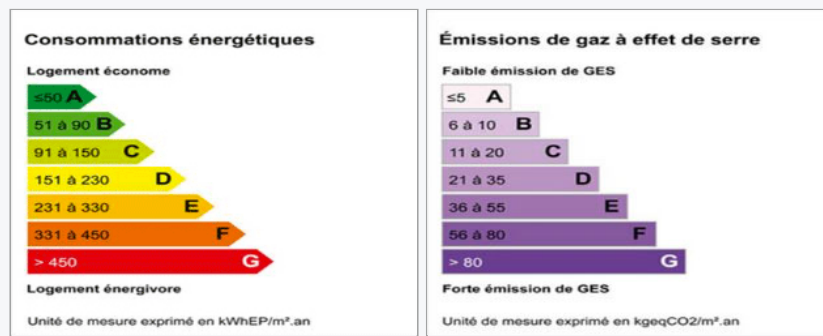 Consommations énergétiques
Logement économe
≤50 A
51 à 90 B
91 à 150 C
151 à 230 D
231 à 330 E
331 à 450 F
> 450 G
Logement énergivore
Unité de mesure exprimé en kWhEP/m².an
Émissions de gaz à effet de serre
Faible émission de GES
≤5 A
6 à 10 B
11 à 20 C
21 à 35 D
36 à 55 E
56 à 80 F
> 80 G
Forte émission de GES
Unité de mesure exprimé en kgeqCO2/m².an